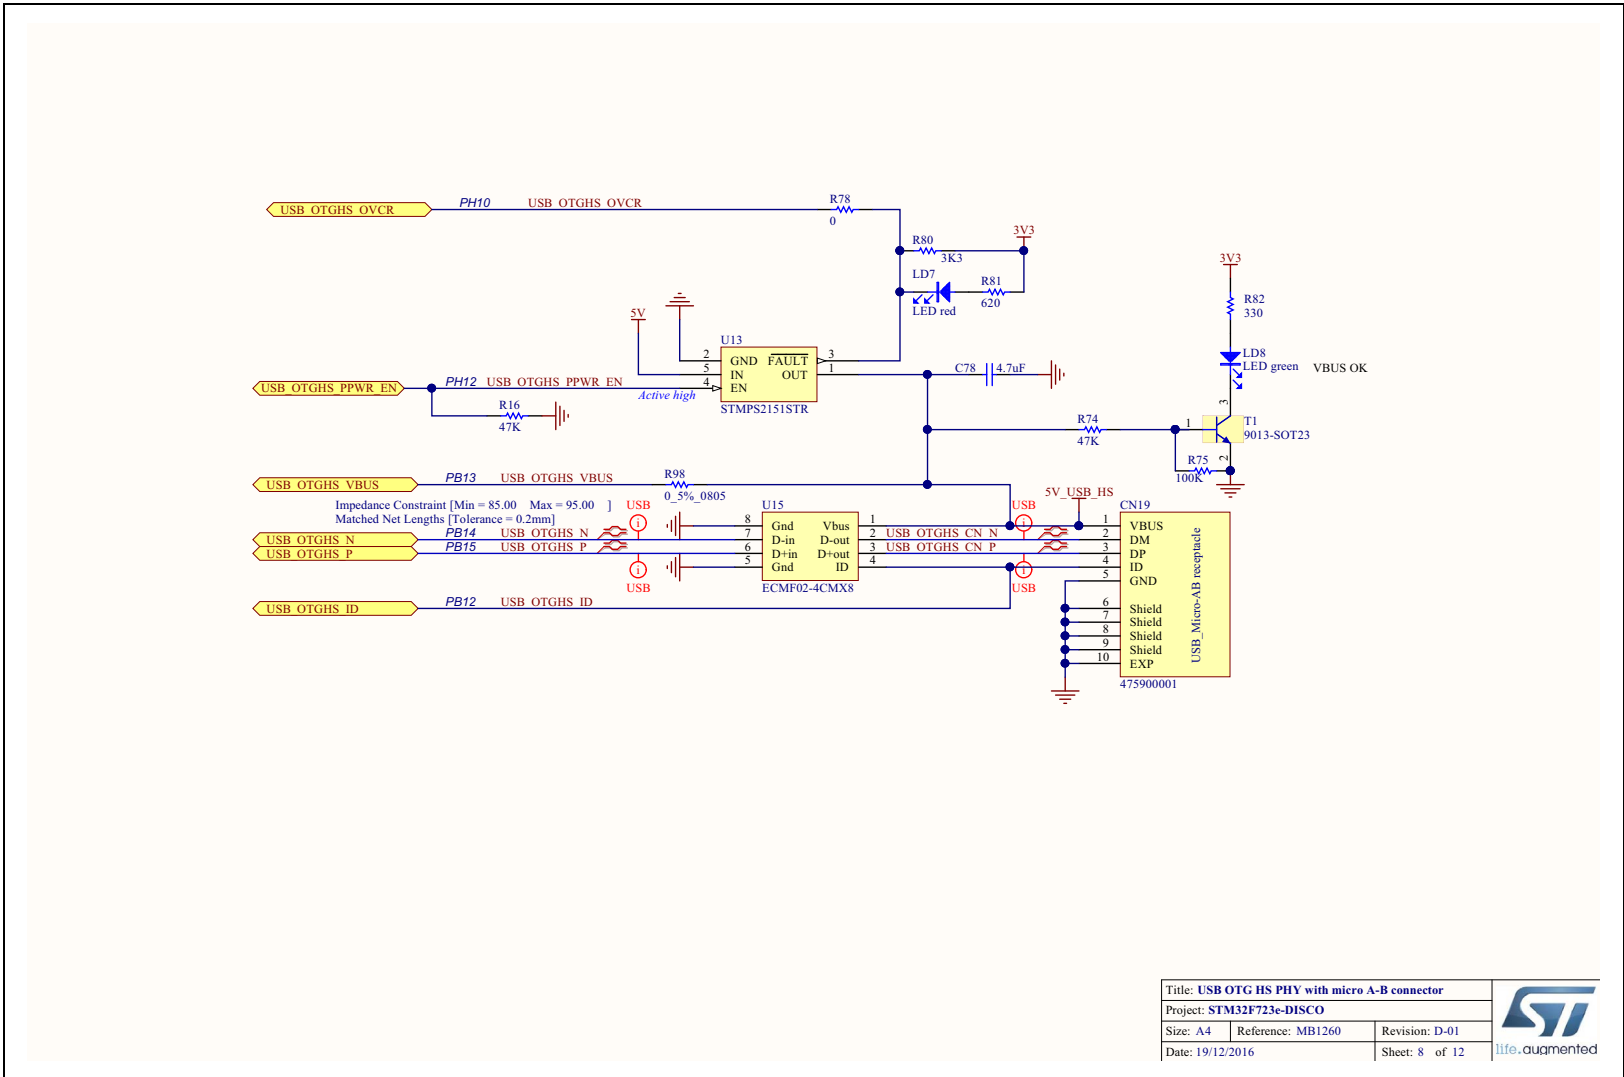 USB_OTGHS_OVCR
PH10
USB_OTGHS_OVCR
R78
0
R80
3K3
3V3
LD7
LED red
R81
620
3V3
R82
330
LD8
LED green
VBUS OK
5V
U13
2 GND
5 IN
4 EN
FAULT 3
OUT 1
STMPS2151STR
USB_OTGHS_PPWR_EN
PH12
USB_OTGHS_PPWR_EN
Active high
R16
47K
C78
4.7uF
R74
47K
3
1
2
T1
9013-SOT23
R75
100K
USB_OTGHS_VBUS
PB13
USB_OTGHS_VBUS
R98
0_5%_0805
Impedance Constraint [Min = 85.00 Max = 95.00 ]
Matched Net Lengths [Tolerance = 0.2mm]
USB_OTGHS_N
PB14
USB_OTGHS_N
USB_OTGHS_P
PB15
USB_OTGHS_P
USB
i
i
USB
U15
8 Gnd Vbus 1
7 D-in D-out 2
6 D+in D+out 3
5 Gnd ID 4
ECMF02-4CMX8
USB_OTGHS_CN_N
USB_OTGHS_CN_P
USB
i
i
USB
5V_USB_HS
CN19
1 VBUS
2 DM
3 DP
4 ID
5 GND
6 Shield
7 Shield
8 Shield
9 Shield
10 EXP
USB_Micro-AB receptacle
475900001
USB_OTGHS_ID
PB12
USB_OTGHS_ID
Title: USB OTG HS PHY with micro A-B connector
Project: STM32F723e-DISCO
Size: A4 Reference: MB1260 Revision: D-01
Date: 19/12/2016 Sheet: 8 of 12
ST
life.augmented